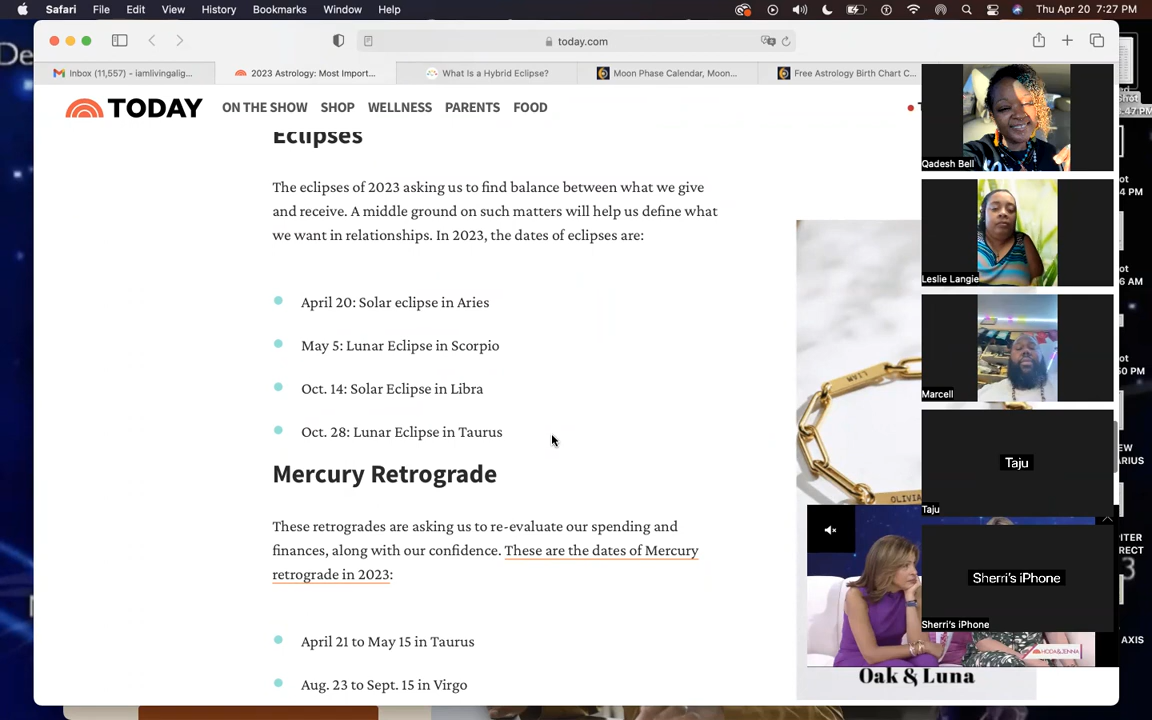 Safari File Edit View History Bookmarks Window Help
Thu Apr 20 7:27 PM
today.com
Inbox (11,557) – iamlivingalig...
2023 Astrology: Most Import...
What Is a Hybrid Eclipse?
Moon Phase Calendar, Moon...
Free Astrology Birth Chart C...
TODAY
ON THE SHOW SHOP WELLNESS PARENTS FOOD
Eclipses
The eclipses of 2023 asking us to find balance between what we give
and receive. A middle ground on such matters will help us define what
we want in relationships. In 2023, the dates of eclipses are:
April 20: Solar eclipse in Aries
May 5: Lunar Eclipse in Scorpio
Oct. 14: Solar Eclipse in Libra
Oct. 28: Lunar Eclipse in Taurus
Mercury Retrograde
These retrogrades are asking us to re-evaluate our spending and
finances, along with our confidence. These are the dates of Mercury
retrograde in 2023:
April 21 to May 15 in Taurus
Aug. 23 to Sept. 15 in Virgo
LIAM
OLIVIA
HODA&JENNA
Oak & Luna
Qadesh Bell
Leslie Langie
Marcell
Taju
Taju
Sherri's iPhone
Sherri's iPhone